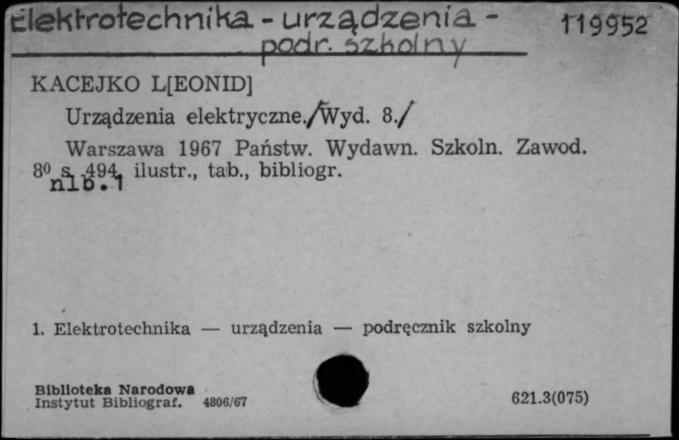 Elektrotechnika - urządzenia - 119952
podr. szkolny
KACEJKO L[EONID]
Urządzenia elektryczne./Wyd. 8./
Warszawa 1967 Państw. Wydawn. Szkoln. Zawod.
8⁰ s. 494, ilustr., tab., bibliogr.
nlb.1
1. Elektrotechnika — urządzenia — podręcznik szkolny
Biblioteka Narodowa
Instytut Bibliograf. 4806/67 621.3(075)